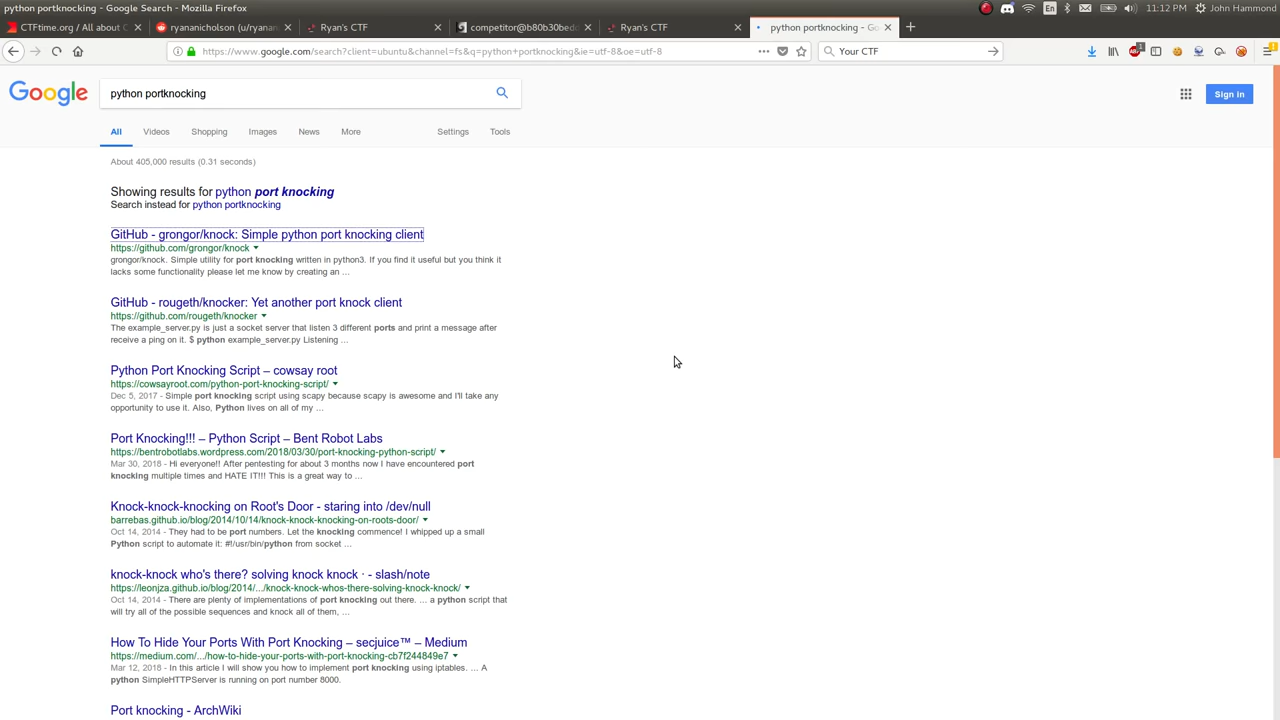 python portknocking - Google Search - Mozilla Firefox
En
11:12 PM
John Hammond
CTFtime.org / All about C
ryananicholson (u/ryanan
Ryan's CTF
competitor@b80b30bedd
Ryan's CTF
python portknocking - Go
https://www.google.com/search?client=ubuntu&channel=fs&q=python+portknocking&ie=utf-8&oe=utf-8
Your CTF
Google
python portknocking
Sign in
All
Videos
Shopping
Images
News
More
Settings
Tools
About 405,000 results (0.31 seconds)
Showing results for python port knocking
Search instead for python portknocking
GitHub - grongor/knock: Simple python port knocking client
https://github.com/grongor/knock
grongor/knock. Simple utility for port knocking written in python3. If you find it useful but you think it
lacks some functionality please let me know by creating an ...
GitHub - rougeth/knocker: Yet another port knock client
https://github.com/rougeth/knocker
The example_server.py is just a socket server that listen 3 different ports and print a message after
receive a ping on it. $ python example_server.py Listening ...
Python Port Knocking Script – cowsay root
https://cowsayroot.com/python-port-knocking-script/
Dec 5, 2017 - Simple port knocking script using scapy because scapy is awesome and I'll take any
opportunity to use it. Also, Python lives on all of my ...
Port Knocking!!! – Python Script – Bent Robot Labs
https://bentrobotlabs.wordpress.com/2018/03/30/port-knocking-python-script/
Mar 30, 2018 - Hi everyone!! After pentesting for about 3 months now I have encountered port
knocking multiple times and HATE IT!!! This is a great way to ...
Knock-knock-knocking on Root's Door - staring into /dev/null
barrebas.github.io/blog/2014/10/14/knock-knock-knocking-on-roots-door/
Oct 14, 2014 - They had to be port numbers. Let the knocking commence! I whipped up a small
Python script to automate it: #!/usr/bin/python from socket ...
knock-knock who's there? solving knock knock · - slash/note
https://leonjza.github.io/blog/2014/.../knock-knock-whos-there-solving-knock-knock/
Oct 14, 2014 - There are plenty of implementations of port knocking out there. ... a python script that
will try all of the possible sequences and knock all of them, ...
How To Hide Your Ports With Port Knocking – secjuice™ – Medium
https://medium.com/.../how-to-hide-your-ports-with-port-knocking-cb7f244849e7
Mar 12, 2018 - In this article I will show you how to implement port knocking using iptables. ... A
python SimpleHTTPServer is running on port number 8000.
Port knocking - ArchWiki